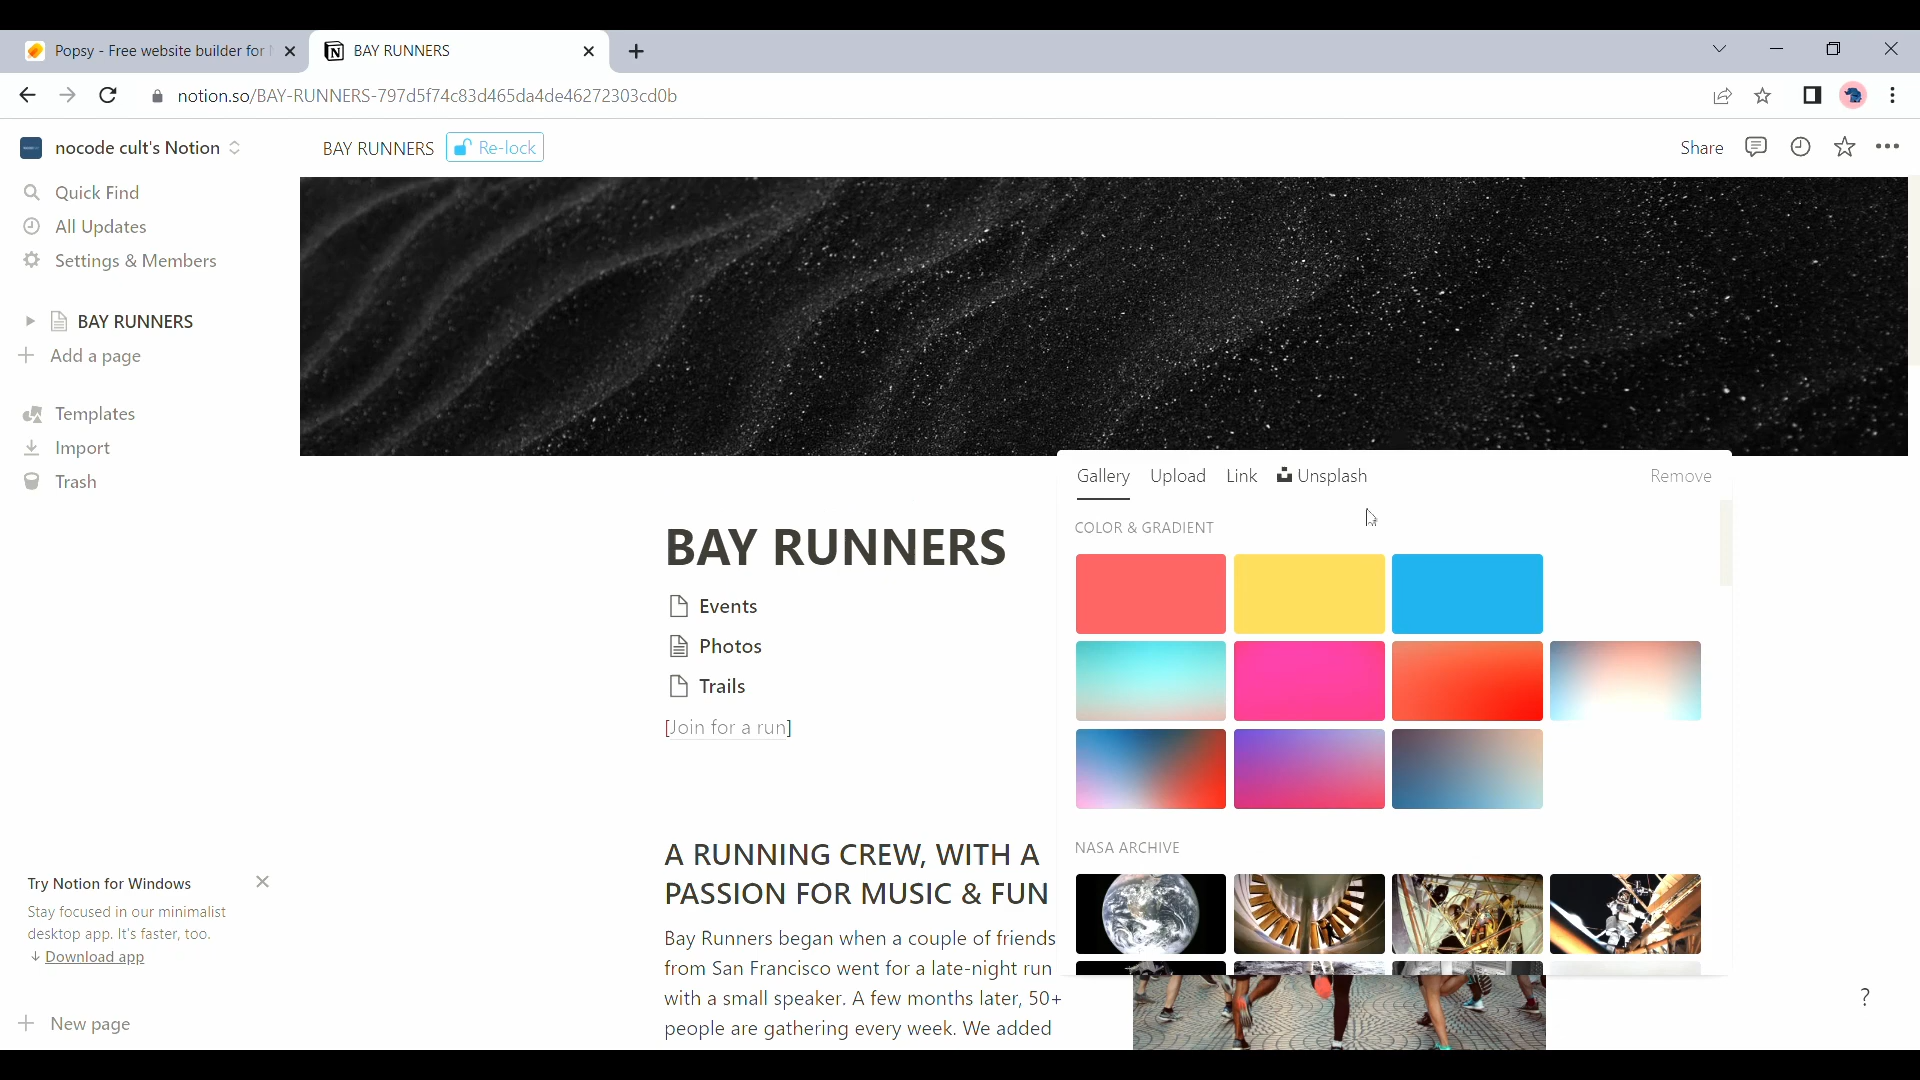 Popsy - Free website builder for
BAY RUNNERS
notion.so/BAY-RUNNERS-797d5f74c83d465da4de46272303cd0b
nocode cult's Notion
BAY RUNNERS
Re-lock
Share
Quick Find
All Updates
Settings & Members
BAY RUNNERS
Add a page
Templates
Import
Trash
Gallery
Upload
Link
Unsplash
Remove
COLOR & GRADIENT
NASA ARCHIVE
BAY RUNNERS
Events
Photos
Trails
[Join for a run]
A RUNNING CREW, WITH A
PASSION FOR MUSIC & FUN
Bay Runners began when a couple of friends
from San Francisco went for a late-night run
with a small speaker. A few months later, 50+
people are gathering every week. We added
Try Notion for Windows
Stay focused in our minimalist
desktop app. It's faster, too.
Download app
New page
?